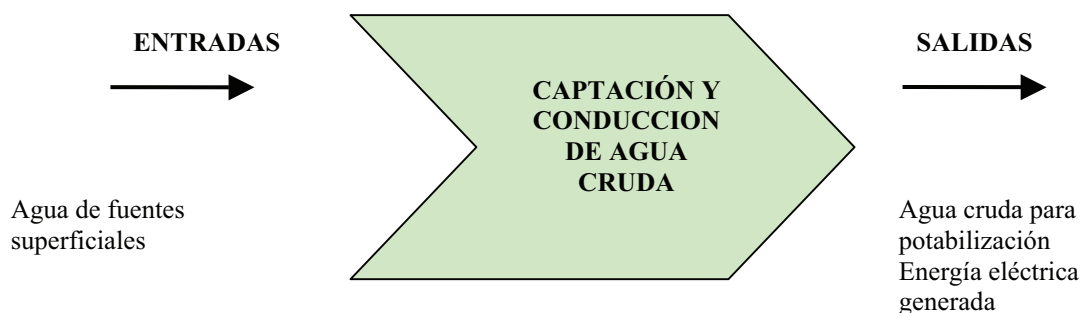 ENTRADAS
SALIDAS
CAPTACIÓN Y
CONDUCCION
DE AGUA
CRUDA
Agua de fuentes
superficiales
Agua cruda para
potabilización
Energía eléctrica
generada